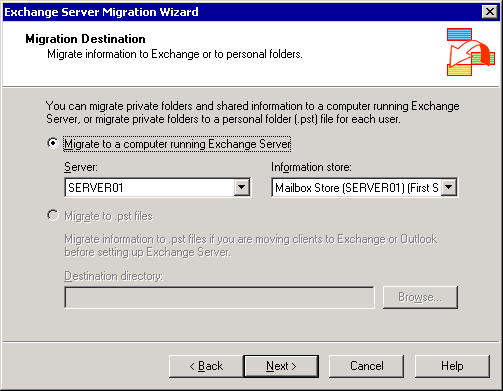 Exchange Server Migration Wizard
Migration Destination
Migrate information to Exchange or to personal folders.
You can migrate private folders and shared information to a computer running Exchange
Server, or migrate private folders to a personal folder (.pst) file for each user.
Migrate to a computer running Exchange Server
Server: Information store:
SERVER01 Mailbox Store (SERVER01) (First S
Migrate to .pst files
Migrate information to .pst files if you are moving clients to Exchange or Outlook
before setting up Exchange Server.
Destination directory:
Browse...
< Back Next > Cancel Help